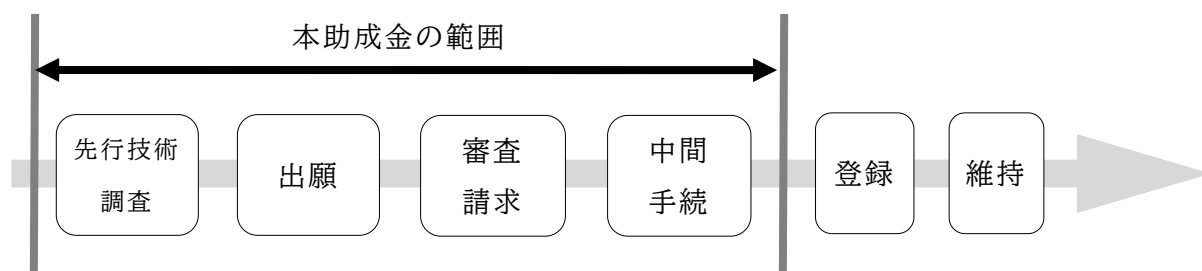 本助成金の範囲
先行技術
調査
出願
審査
請求
中間
手続
登録
維持